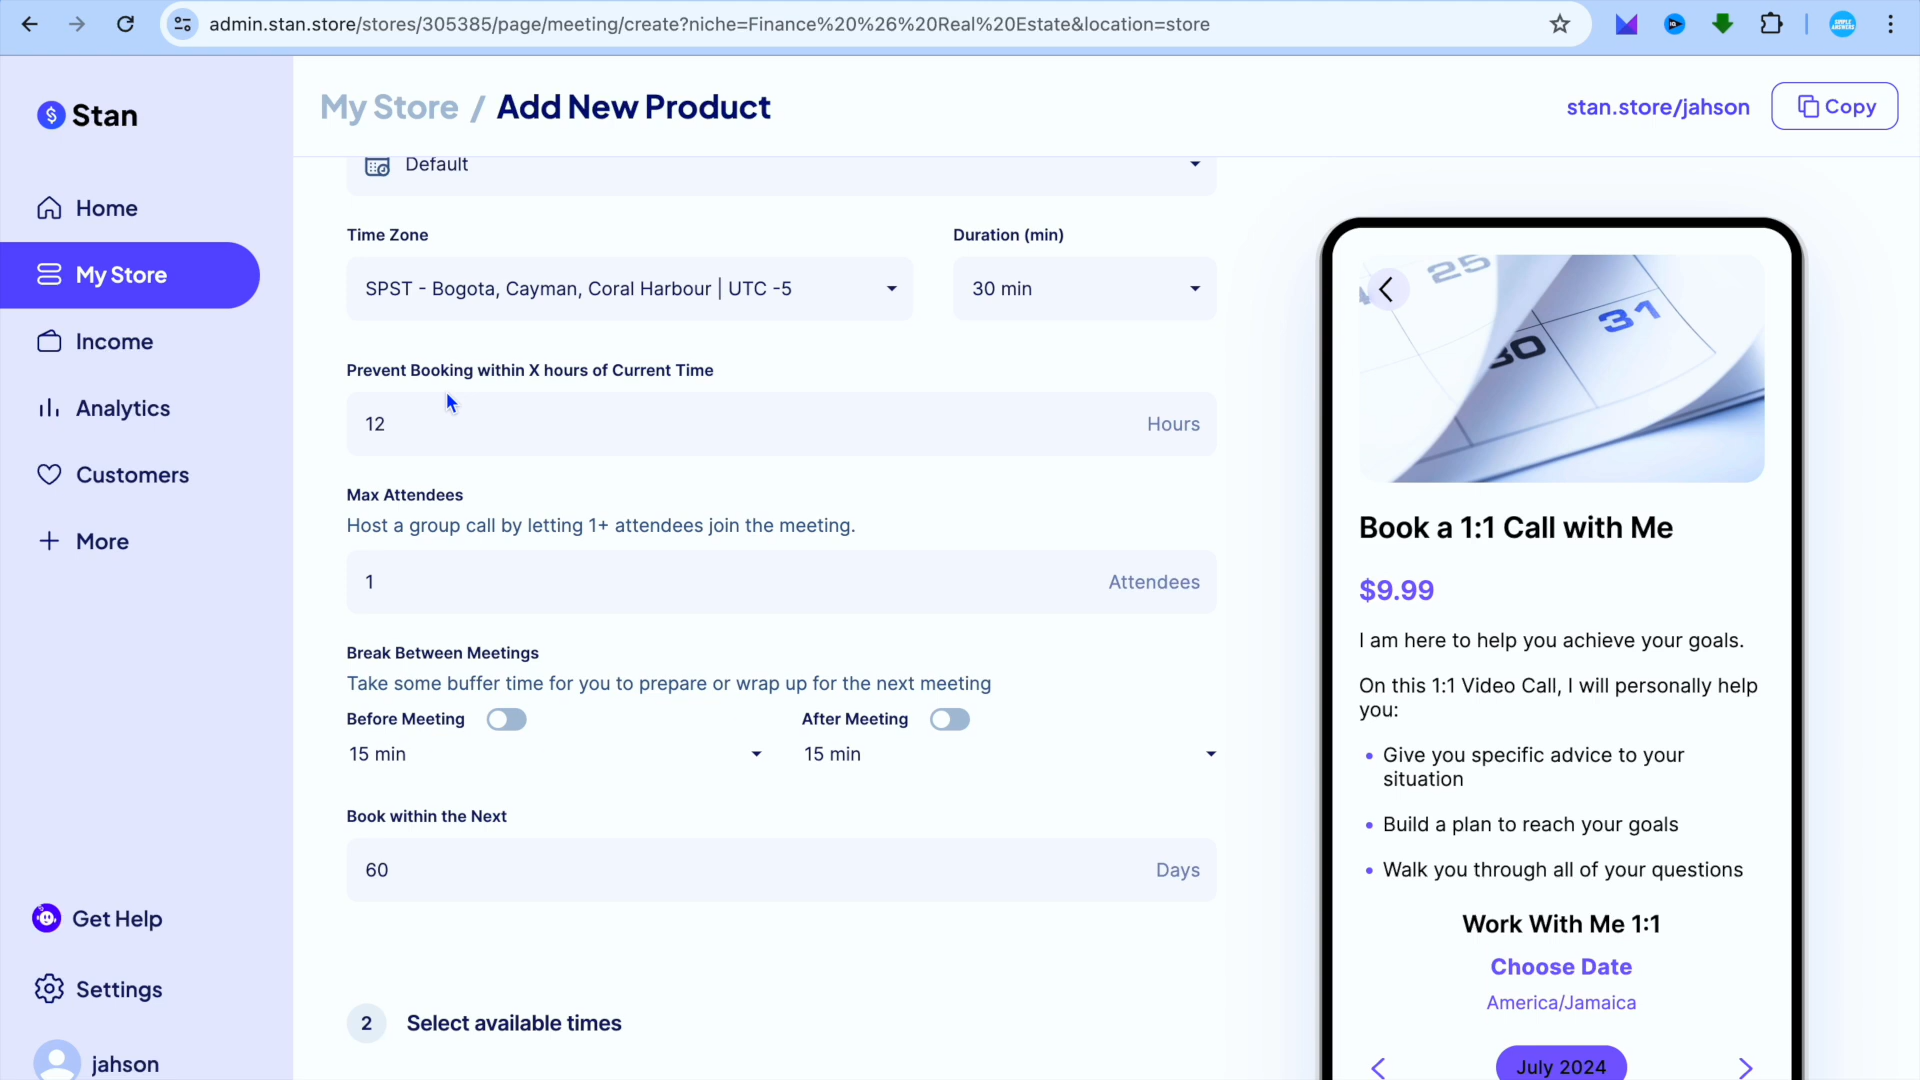 admin.stan.store/stores/305385/page/meeting/create?niche=Finance%20%26%20Real%20Estate&location=store
Stan
My Store / Add New Product
stan.store/jahson
Copy
Home
My Store
Income
Analytics
Customers
More
Get Help
Settings
jahson
Default
Time Zone
Duration (min)
SPST - Bogota, Cayman, Coral Harbour | UTC -5
30 min
Prevent Booking within X hours of Current Time
12
Hours
Max Attendees
Host a group call by letting 1+ attendees join the meeting.
1
Attendees
Break Between Meetings
Take some buffer time for you to prepare or wrap up for the next meeting
Before Meeting
After Meeting
15 min
15 min
Book within the Next
60
Days
2
Select available times
25
30
31
Book a 1:1 Call with Me
$9.99
I am here to help you achieve your goals.
On this 1:1 Video Call, I will personally help
you:
• Give you specific advice to your
situation
• Build a plan to reach your goals
• Walk you through all of your questions
Work With Me 1:1
Choose Date
America/Jamaica
July 2024